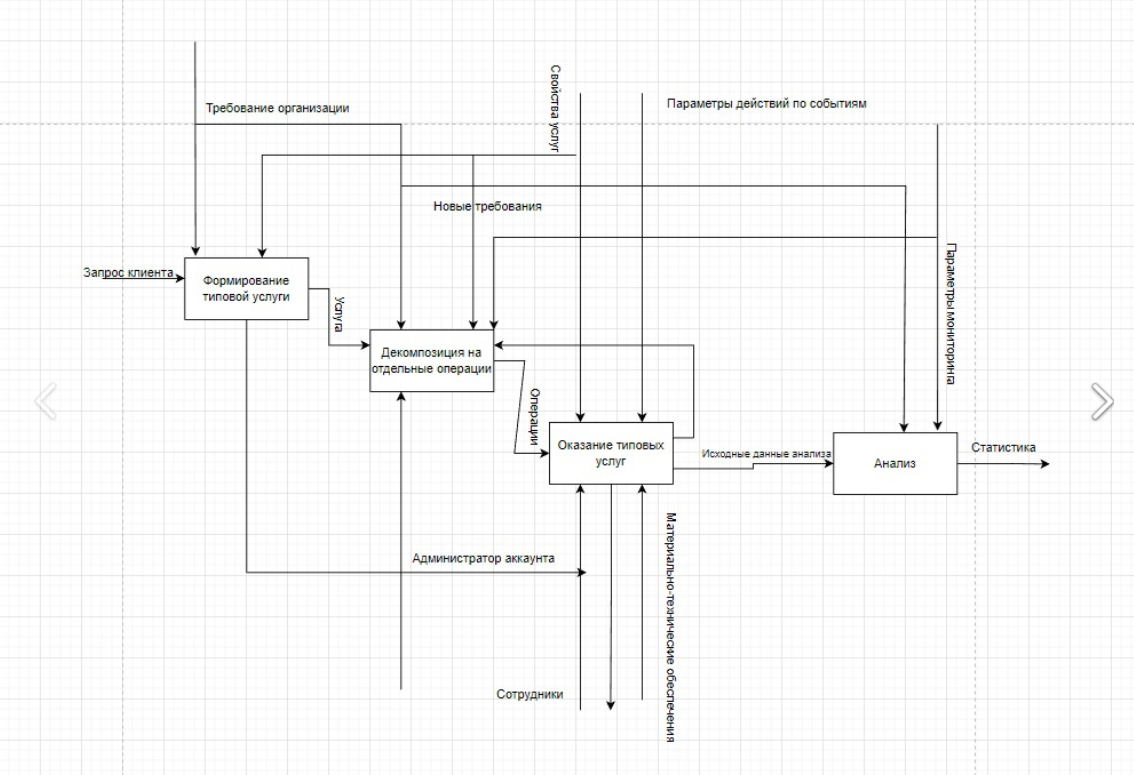 Свойства услуг
Требование организации
Параметры действий по событиям
Новые требования
Параметры мониторинга
Запрос клиента
Формирование
типовой услуги
Услуга
Декомпозиция на
отдельные операции
Операции
Оказание типовых
услуг
Исходные данные анализа
Анализ
Статистика
Администратор аккаунта
Материально-технические обеспечения
Сотрудники